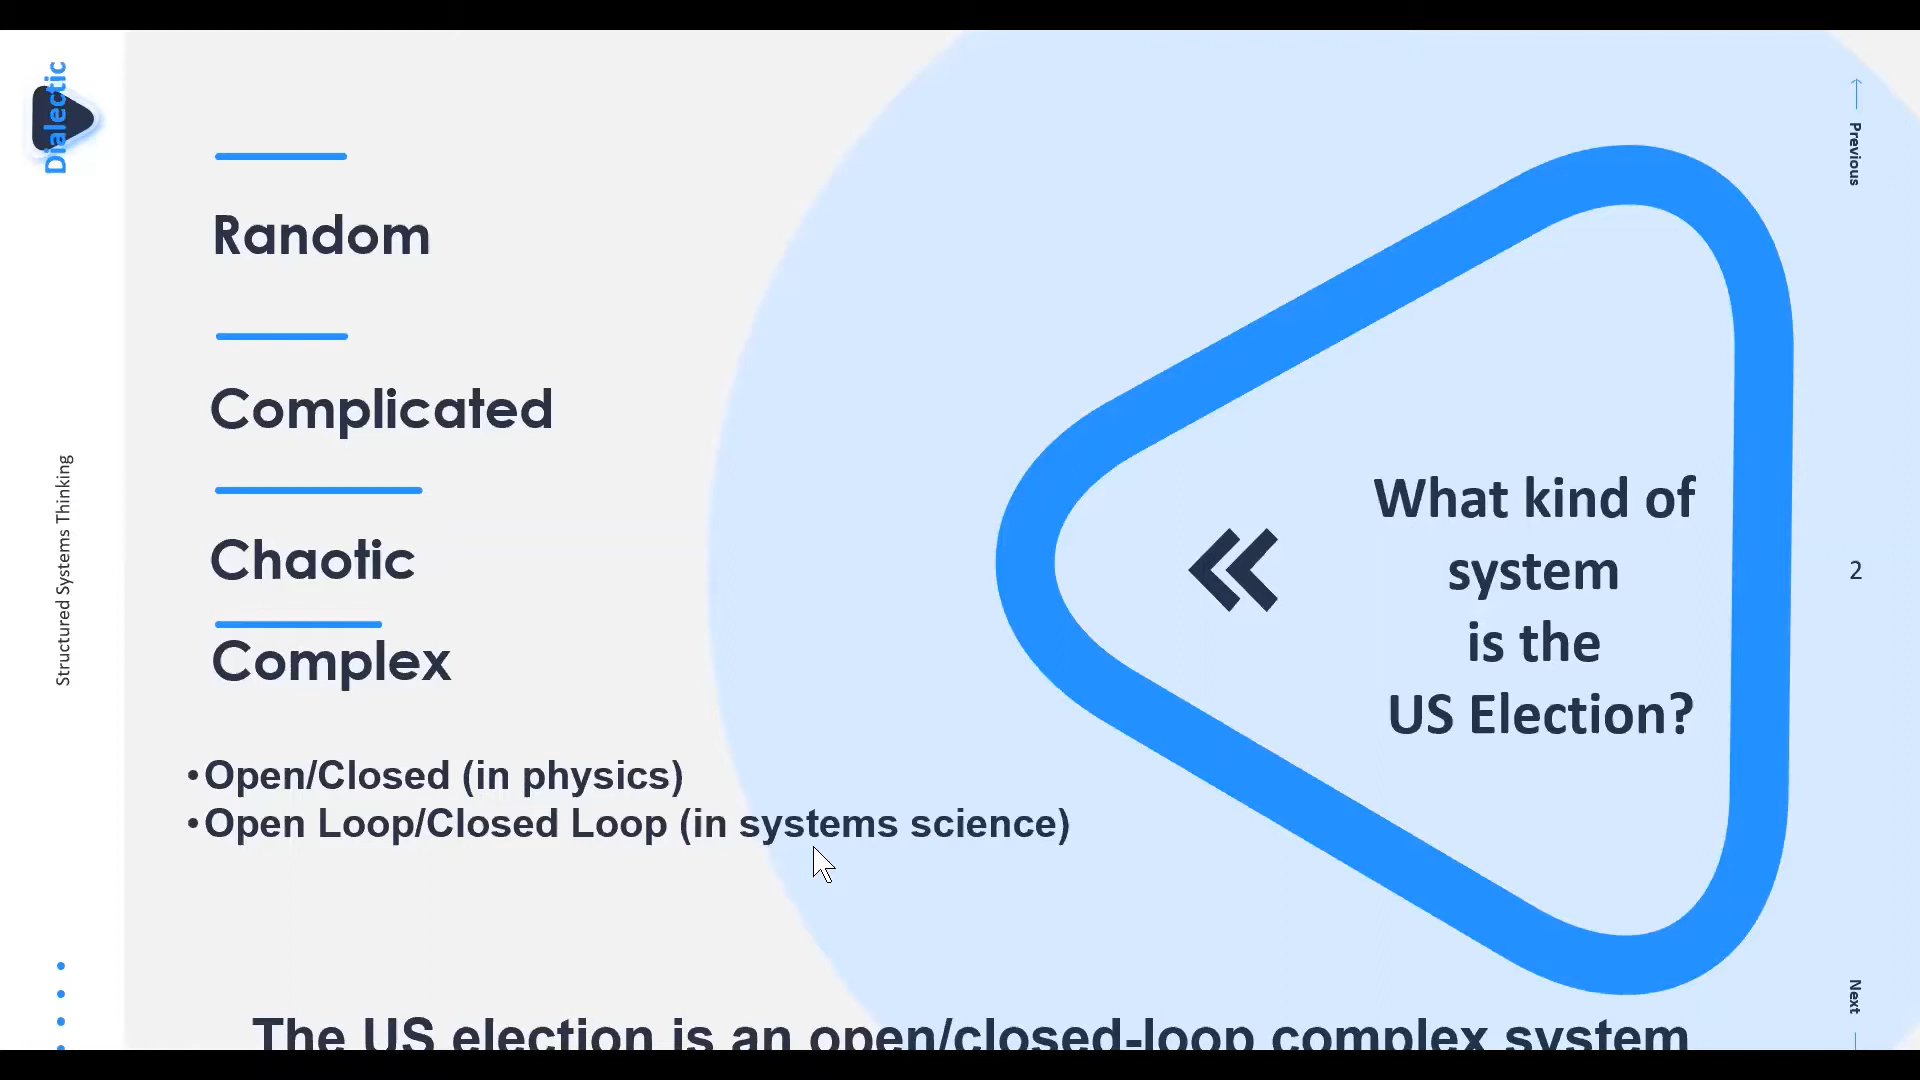 Dialectic
Structured Systems Thinking
Random
Complicated
Chaotic
Complex
•Open/Closed (in physics)
•Open Loop/Closed Loop (in systems science)
What kind of
system
is the
US Election?
Previous
2
Next
The US election is an open/closed-loop complex system